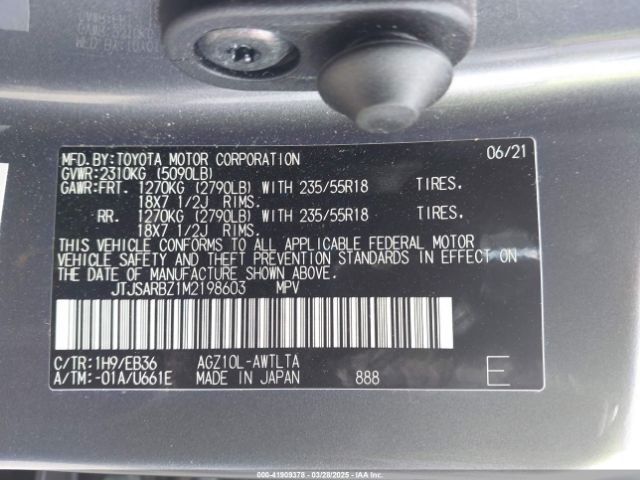 MFD.BY:TOYOTA MOTOR CORPORATION 06/21
GVWR:2310KG (5090LB)
GAWR:FRT. 1270KG (2790LB) WITH 235/55R18 TIRES.
18X7 1/2J RIMS.
RR. 1270KG (2790LB) WITH 235/55R18 TIRES.
18X7 1/2J RIMS.
THIS VEHICLE CONFORMS TO ALL APPLICABLE FEDERAL MOTOR
VEHICLE SAFETY AND THEFT PREVENTION STANDARDS IN EFFECT
ON THE DATE OF MANUFACTURE SHOWN ABOVE.
JTJSARBZ1M2198603 MPV
C/TR:1H9/EB36 AGZ10L-AWTLTA
A/TM:-01A/U661E MADE IN JAPAN 888 E
000-41909378 | 03/28/2025 | IAAI.COM